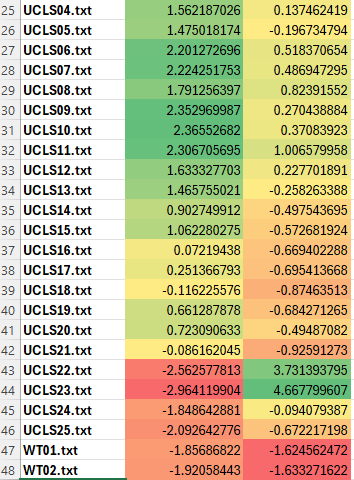 25 UCLS04.txt 1.562187026 0.137462419
26 UCLS05.txt 1.475018174 -0.196734794
27 UCLS06.txt 2.201272696 0.518370654
28 UCLS07.txt 2.224251753 0.486947295
29 UCLS08.txt 1.791256397 0.82391552
30 UCLS09.txt 2.352969987 0.270438884
31 UCLS10.txt 2.36552682 0.37083923
32 UCLS11.txt 2.306705695 1.006579958
33 UCLS12.txt 1.633327703 0.227701891
34 UCLS13.txt 1.465755021 -0.258263388
35 UCLS14.txt 0.902749912 -0.497543695
36 UCLS15.txt 1.062280275 -0.572681924
37 UCLS16.txt 0.07219438 -0.669402288
38 UCLS17.txt 0.251366793 -0.695413668
39 UCLS18.txt -0.116225576 -0.87463513
40 UCLS19.txt 0.661287878 -0.684271265
41 UCLS20.txt 0.723090633 -0.49487082
42 UCLS21.txt -0.086162045 -0.92591273
43 UCLS22.txt -2.562577813 3.731393795
44 UCLS23.txt -2.964119904 4.667799607
45 UCLS24.txt -1.848642881 -0.094079387
46 UCLS25.txt -2.092642776 -0.672217198
47 WT01.txt -1.85686822 -1.624562472
48 WT02.txt -1.92058443 -1.633271622